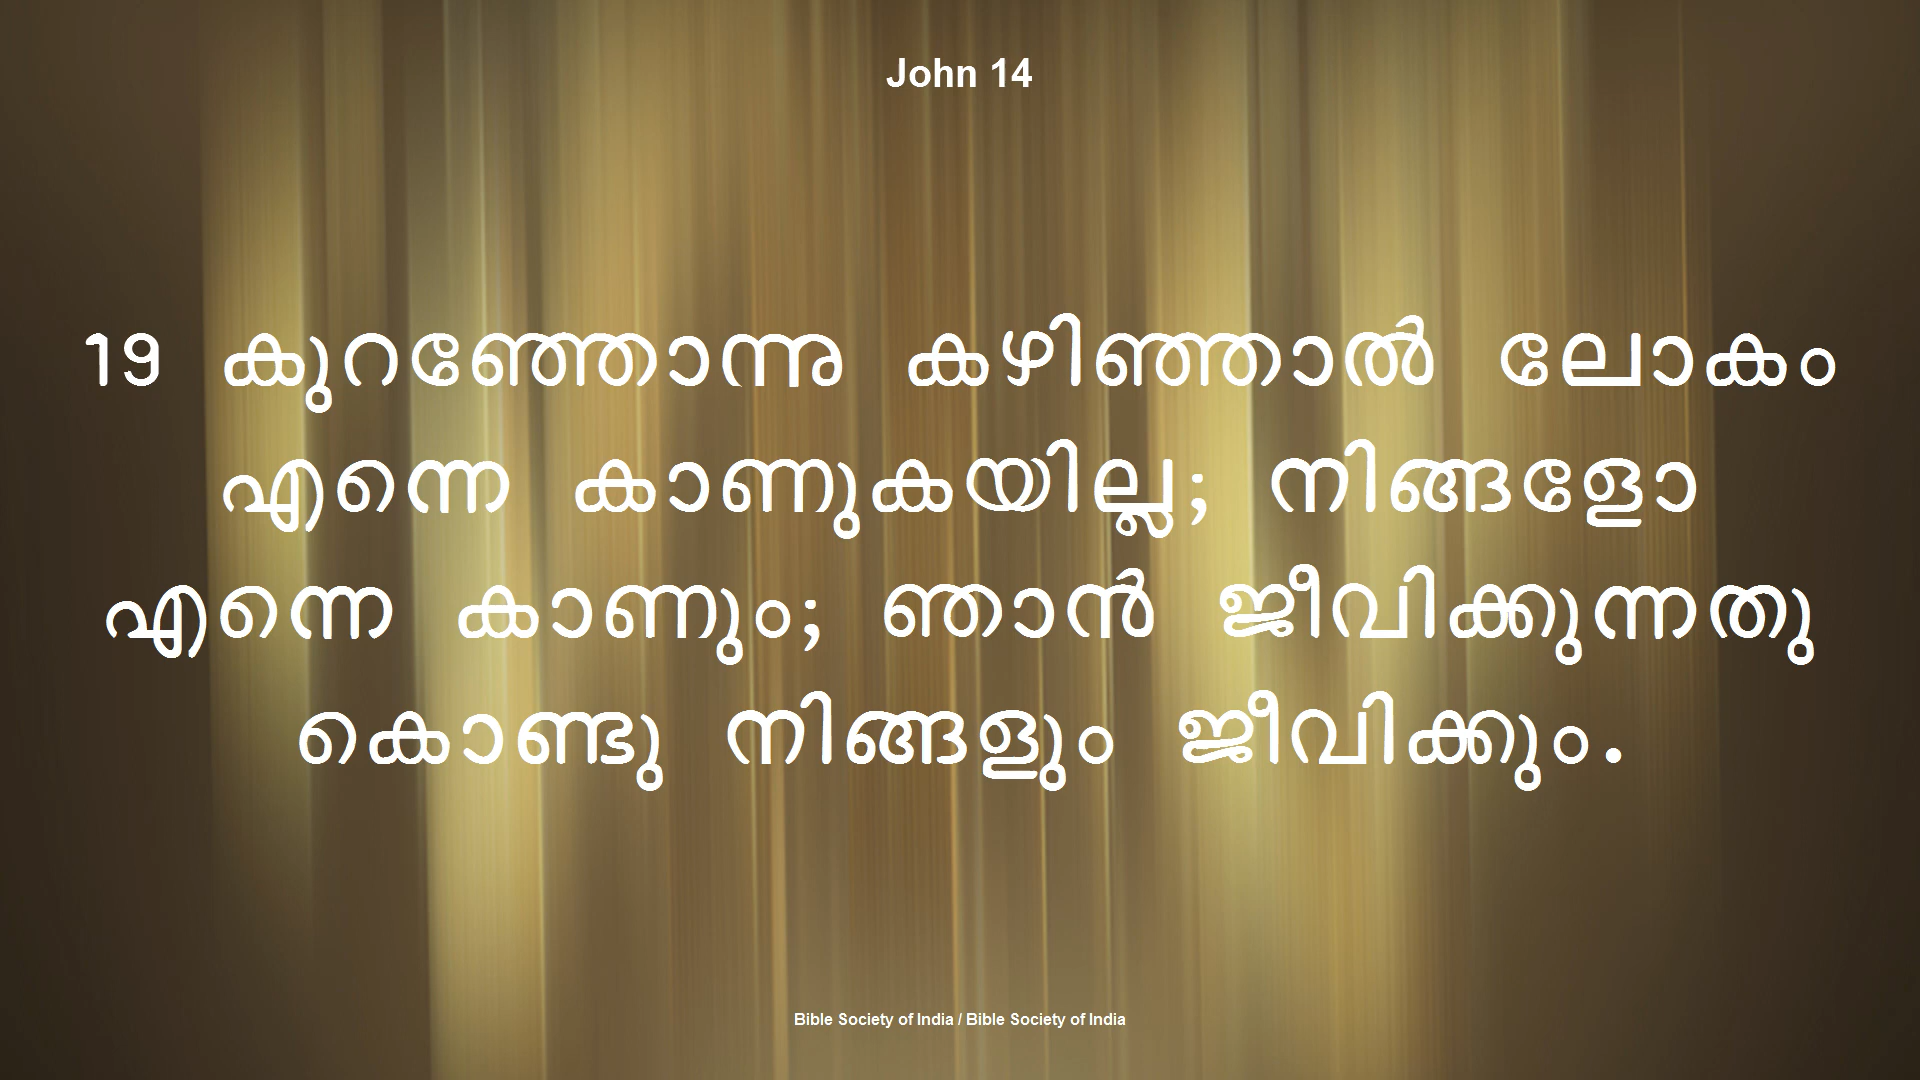 John 14
19 കുറഞ്ഞോന്നു കഴിഞ്ഞാൽ ലോകം
എന്നെ കാണുകയില്ല; നിങ്ങളോ
എന്നെ കാണും; ഞാൻ ജീവിക്കുന്നതു
കൊണ്ടു നിങ്ങളും ജീവിക്കും.
Bible Society of India / Bible Society of India